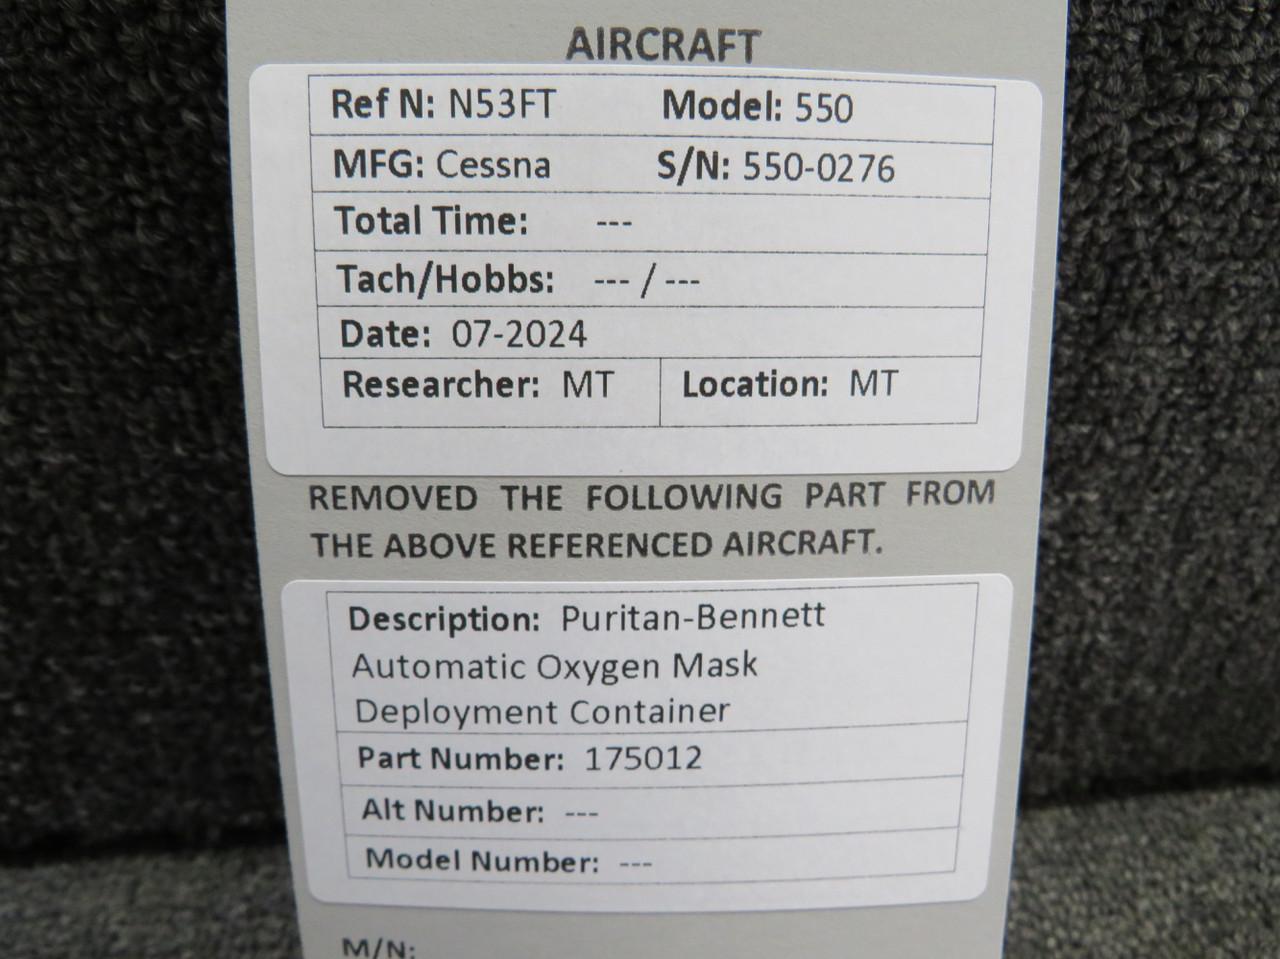 AIRCRAFT
Ref N: N53FT Model: 550
MFG: Cessna S/N: 550-0276
Total Time: ---
Tach/Hobbs: --- / ---
Date: 07-2024
Researcher: MT Location: MT
REMOVED THE FOLLOWING PART FROM
THE ABOVE REFERENCED AIRCRAFT.
Description: Puritan-Bennett
Automatic Oxygen Mask
Deployment Container
Part Number: 175012
Alt Number: ---
Model Number: ---
M/N: